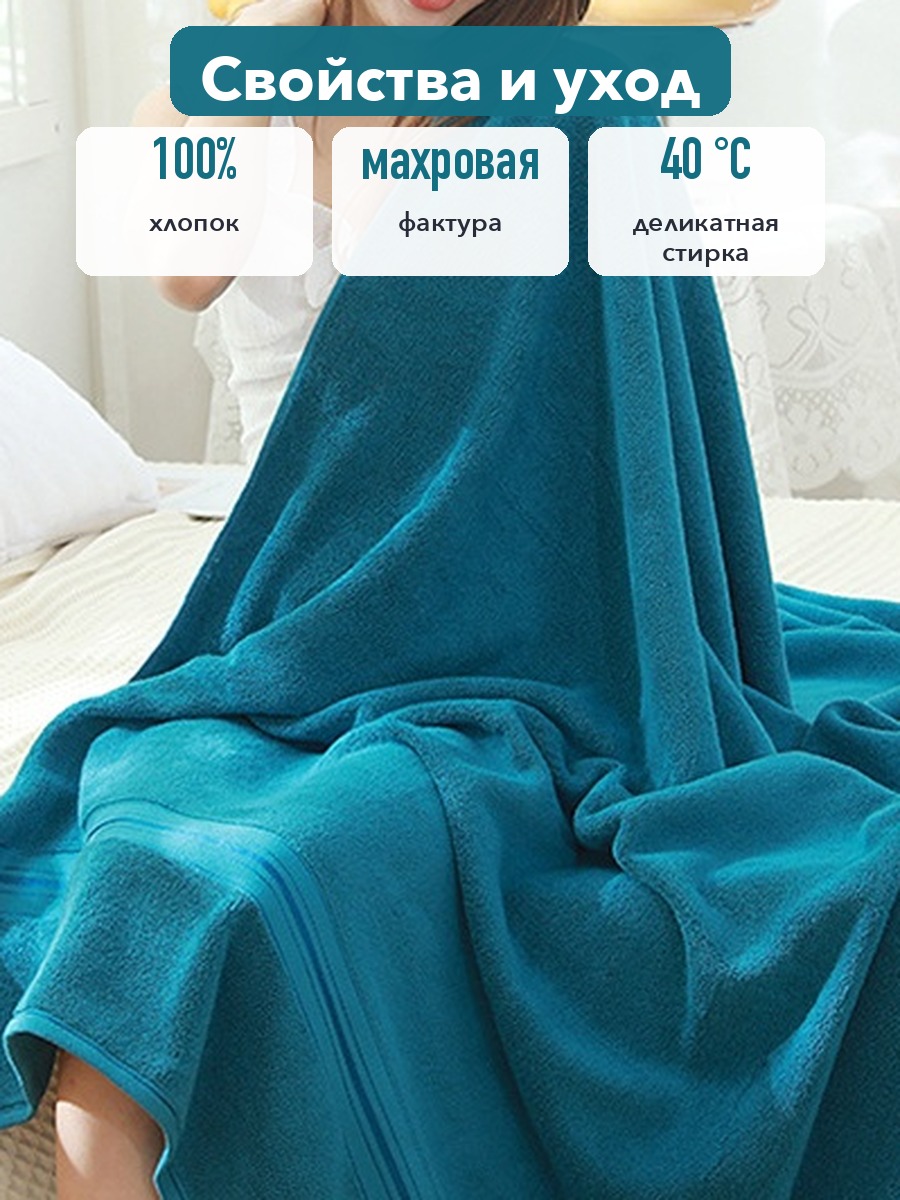 Свойства и уход
100%
махровая
40 °C
хлопок
фактура
деликатная
стирка